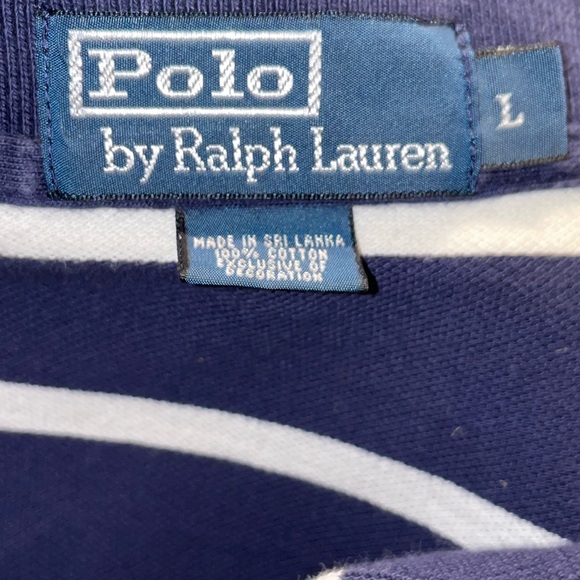 Polo
by Ralph Lauren
L
MADE IN SRI LANKA
100% COTTON
EXCLUSIVE OF
DECORATION